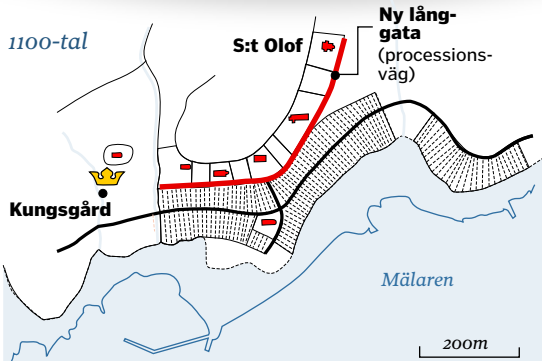 1100-tal
S:t Olof
Ny lång-
gata
(processions-
väg)
Kungsgård
Mälaren
200m